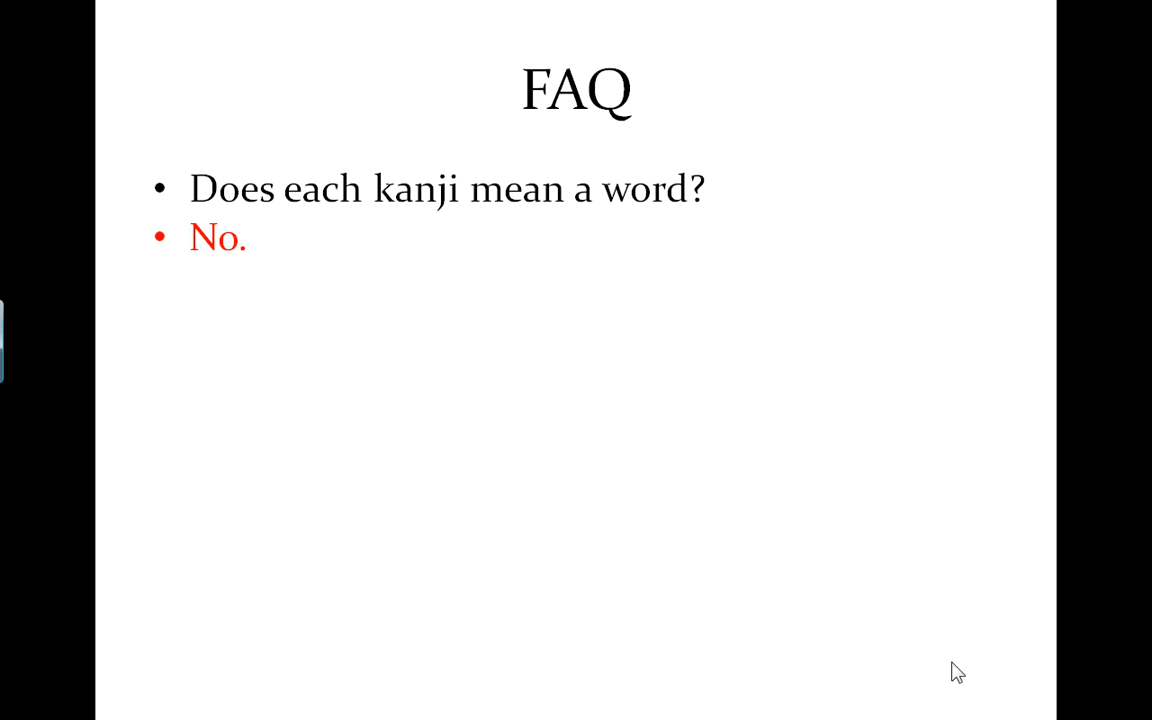 FAQ
• Does each kanji mean a word?
• No.